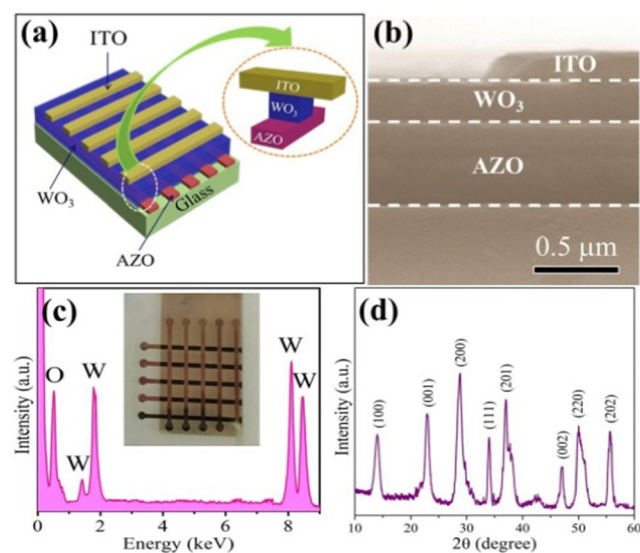 (a)
ITO
ITO
WO₃
AZO
WO₃
Glass
AZO
(b)
ITO
WO₃
AZO
0.5 μm
(c)
Intensity (a.u.)
O
W
W
W
W
0 2 4 6 8
Energy (keV)
(d)
Intensity (a.u.)
(100)
(001)
(200)
(111)
(201)
(002)
(220)
(202)
10 20 30 40 50 60
2θ (degree)